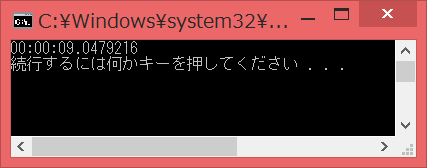 C:¥Windows¥system32¥...
00:00:09.0479216
続行するには何かキーを押してください . . .